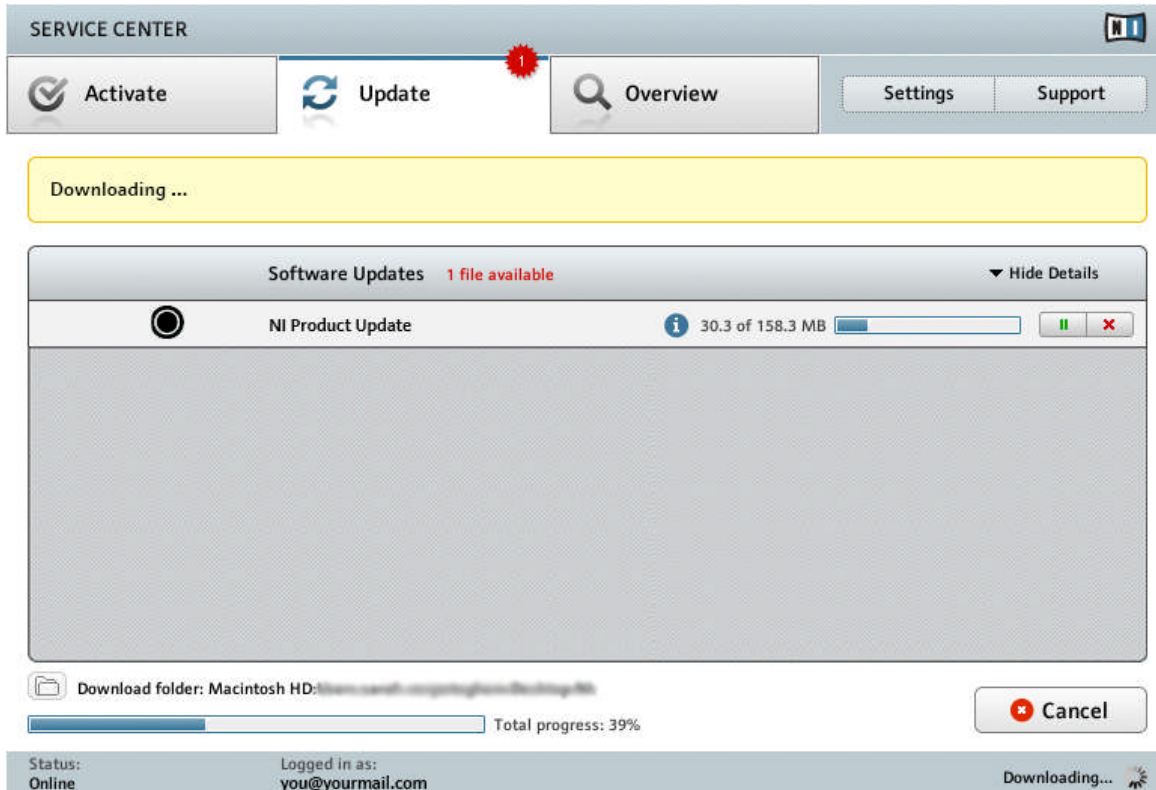 SERVICE CENTER
NI
Activate
Update
1
Overview
Settings
Support
Downloading ...
Software Updates 1 file available
Hide Details
NI Product Update
i
30.3 of 158.3 MB
Download folder: Macintosh HD:
Total progress: 39%
Cancel
Status:
Online
Logged in as:
you@yourmail.com
Downloading...